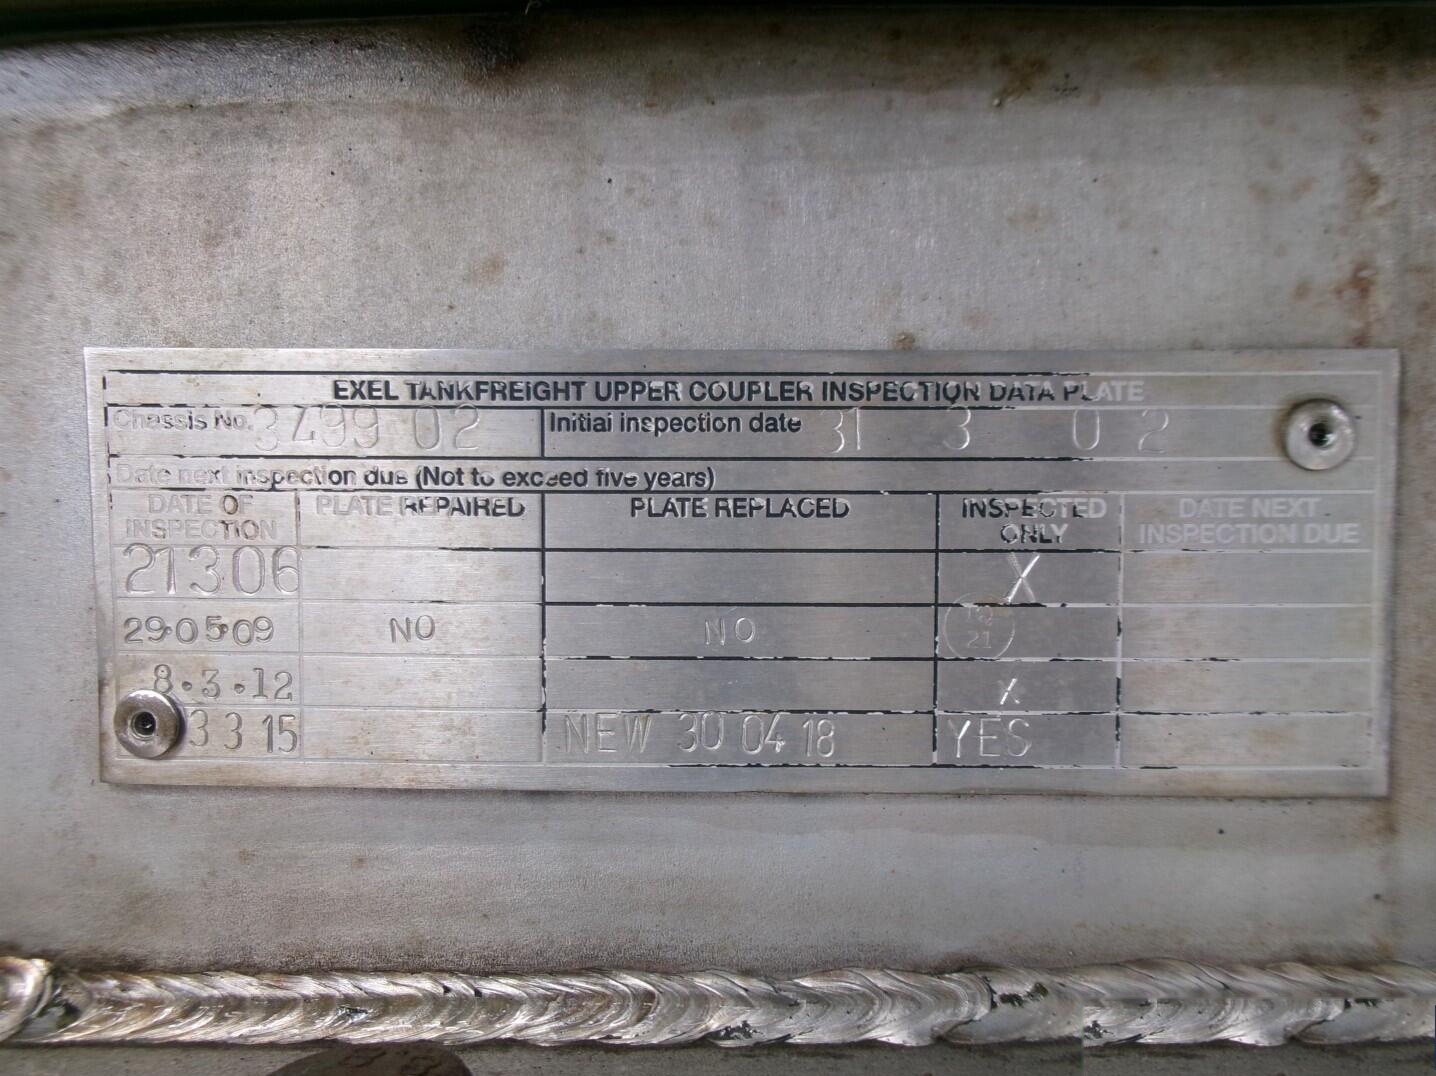 EXEL TANKFREIGHT UPPER COUPLER INSPECTION DATA PLATE
Chassis No. 3499 02 Initial inspection date 31 3 02
Date next inspection due (Not to exceed five years)
DATE OF INSPECTION PLATE REPAIRED PLATE REPLACED INSPECTED ONLY DATE NEXT INSPECTION DUE
21306 X
29·05·09 NO NO 21
8·3·12 X
3 3 15 NEW 30 04 18 YES